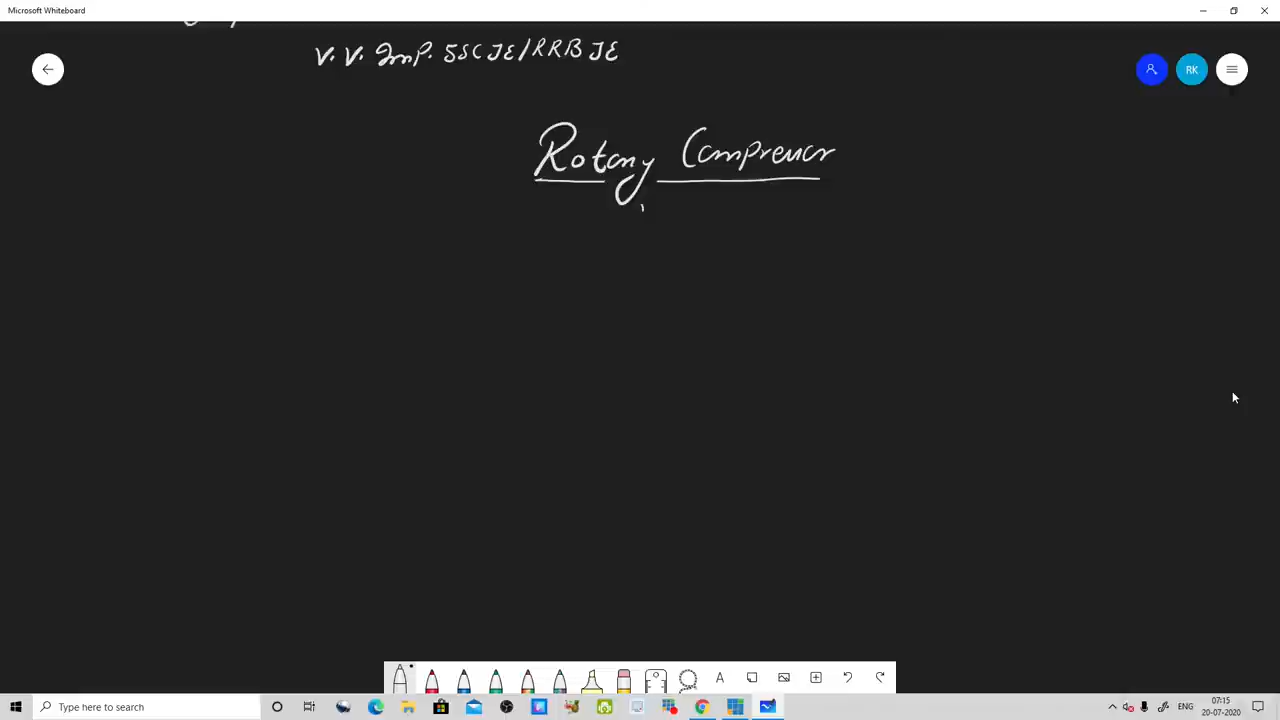 Microsoft Whiteboard
V. V. Imp. SSC JE/RRB JE
RK
Rotary Compressor
A
Type here to search
ENG
07:15
20-07-2020